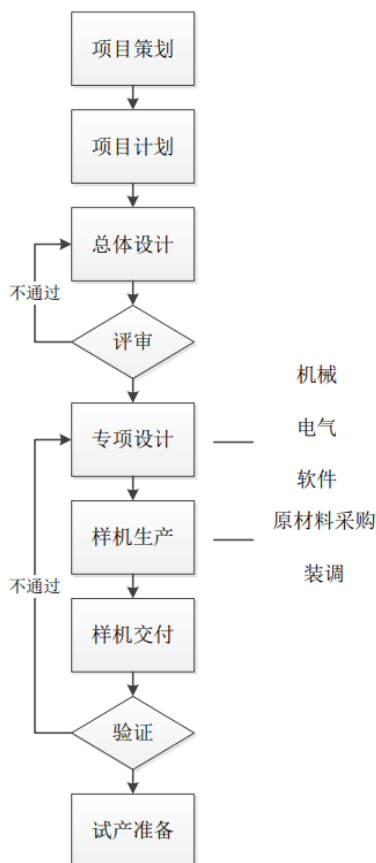 项目策划
项目计划
总体设计
不通过
评审
机械
专项设计
电气
软件
样机生产
原材料采购
装调
不通过
样机交付
验证
试产准备